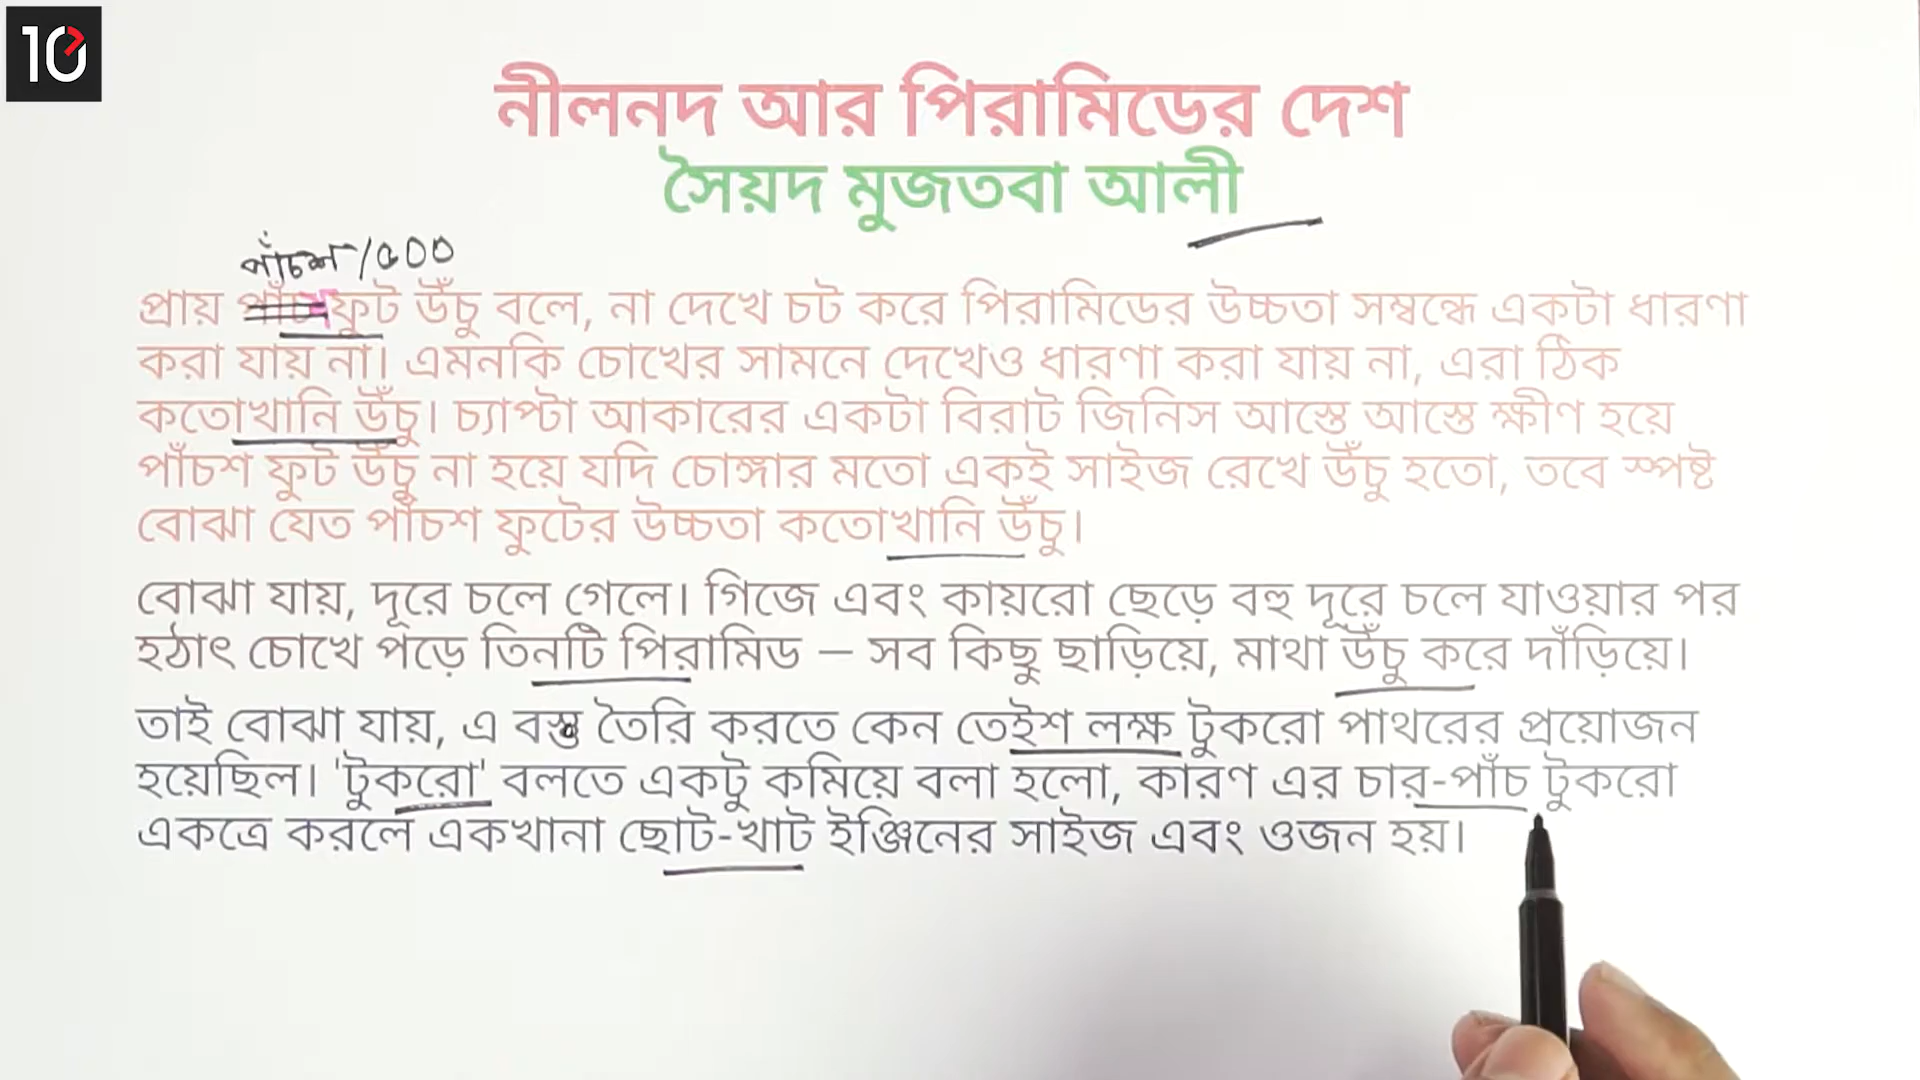 10
নীলনদ আর পিরামিডের দেশ
সৈয়দ মুজতবা আলী
পাঁচশ/৫০০
প্রায় পাঁচশ ফুট উঁচু বলে, না দেখে চট করে পিরামিডের উচ্চতা সম্বন্ধে একটা ধারণা
করা যায় না। এমনকি চোখের সামনে দেখেও ধারণা করা যায় না, এরা ঠিক
কতোখানি উঁচু। চ্যাপ্টা আকারের একটা বিরাট জিনিস আস্তে আস্তে ক্ষীণ হয়ে
পাঁচশ ফুট উঁচু না হয়ে যদি চোঙ্গার মতো একই সাইজ রেখে উঁচু হতো, তবে স্পষ্ট
বোঝা যেত পাঁচশ ফুটের উচ্চতা কতোখানি উঁচু।
বোঝা যায়, দূরে চলে গেলে। গিজে এবং কায়রো ছেড়ে বহু দূরে চলে যাওয়ার পর
হঠাৎ চোখে পড়ে তিনটি পিরামিড – সব কিছু ছাড়িয়ে, মাথা উঁচু করে দাঁড়িয়ে।
তাই বোঝা যায়, এ বস্তু তৈরি করতে কেন তেইশ লক্ষ টুকরো পাথরের প্রয়োজন
হয়েছিল। 'টুকরো' বলতে একটু কমিয়ে বলা হলো, কারণ এর চার-পাঁচ টুকরো
একত্রে করলে একখানা ছোট-খাট ইঞ্জিনের সাইজ এবং ওজন হয়।